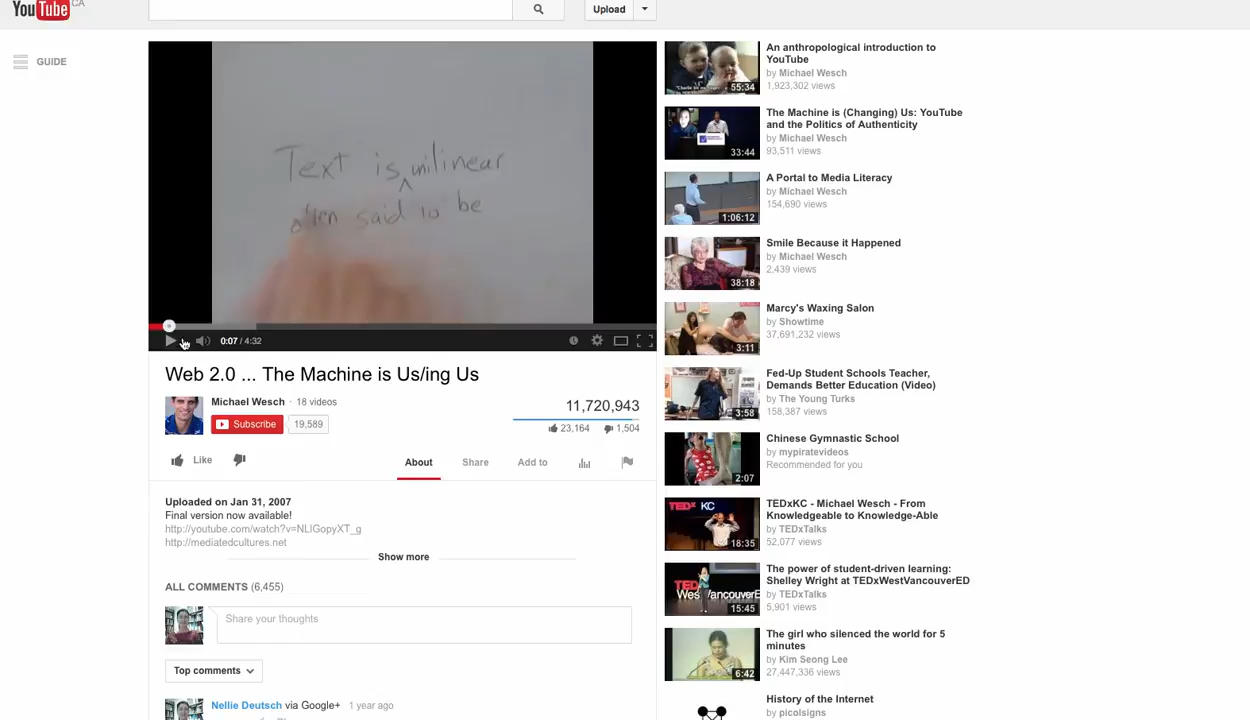 YouTube CA
Upload
GUIDE
Text is unilinear
often said to be
0:07 / 4:32
Web 2.0 ... The Machine is Us/ing Us
Michael Wesch · 18 videos
Subscribe 19,589
11,720,943
23,164 1,504
Like
About Share Add to
Uploaded on Jan 31, 2007
Final version now available!
http://youtube.com/watch?v=NLlGopyXT_g
http://mediatedcultures.net
Show more
ALL COMMENTS (6,455)
Share your thoughts
Top comments
Nellie Deutsch via Google+ 1 year ago
55:34
An anthropological introduction to
YouTube
by Michael Wesch
1,923,302 views
33:44
The Machine is (Changing) Us: YouTube
and the Politics of Authenticity
by Michael Wesch
93,511 views
1:06:12
A Portal to Media Literacy
by Michael Wesch
154,690 views
38:18
Smile Because it Happened
by Michael Wesch
2,439 views
3:11
Marcy's Waxing Salon
by Showtime
37,691,232 views
3:58
Fed-Up Student Schools Teacher,
Demands Better Education (Video)
by The Young Turks
158,387 views
2:07
Chinese Gymnastic School
by mypiratevideos
Recommended for you
TEDx KC
18:35
TEDxKC - Michael Wesch - From
Knowledgeable to Knowledge-Able
by TEDxTalks
52,077 views
TED
WestVancouverE
15:45
The power of student-driven learning:
Shelley Wright at TEDxWestVancouverED
by TEDxTalks
5,901 views
6:42
The girl who silenced the world for 5
minutes
by Kim Seong Lee
27,447,336 views
History of the Internet
by picolsigns